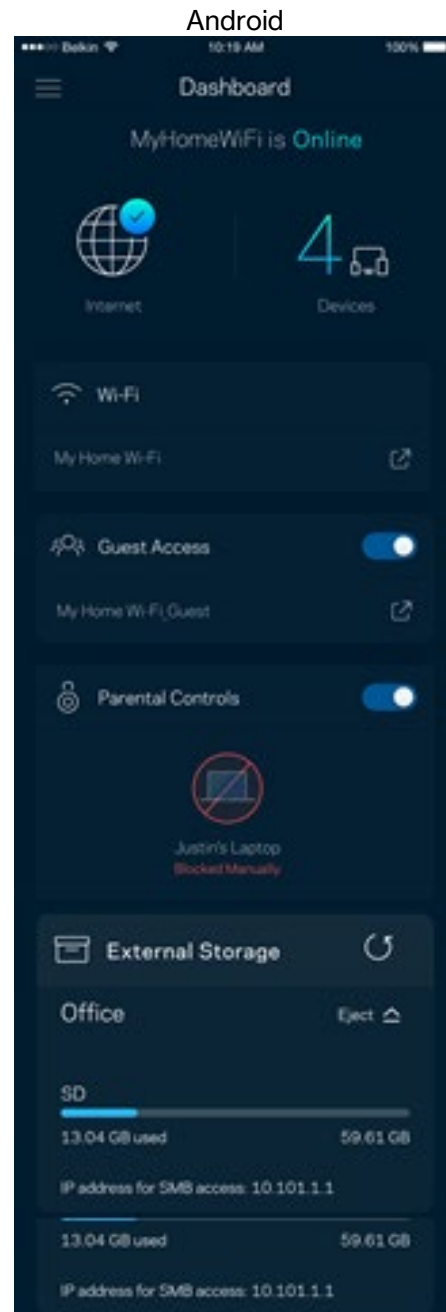 Android
Belkin 10:19 AM 100%
Dashboard
MyHomeWiFi is Online
4
Internet Devices
Wi-Fi
My Home Wi-Fi
Guest Access
My Home Wi-Fi_Guest
Parental Controls
Justin's Laptop
Blocked Manually
External Storage
Office Eject
SD
13.04 GB used 59.61 GB
IP address for SMB access: 10.101.1.1
13.04 GB used 59.61 GB
IP address for SMB access: 10.101.1.1